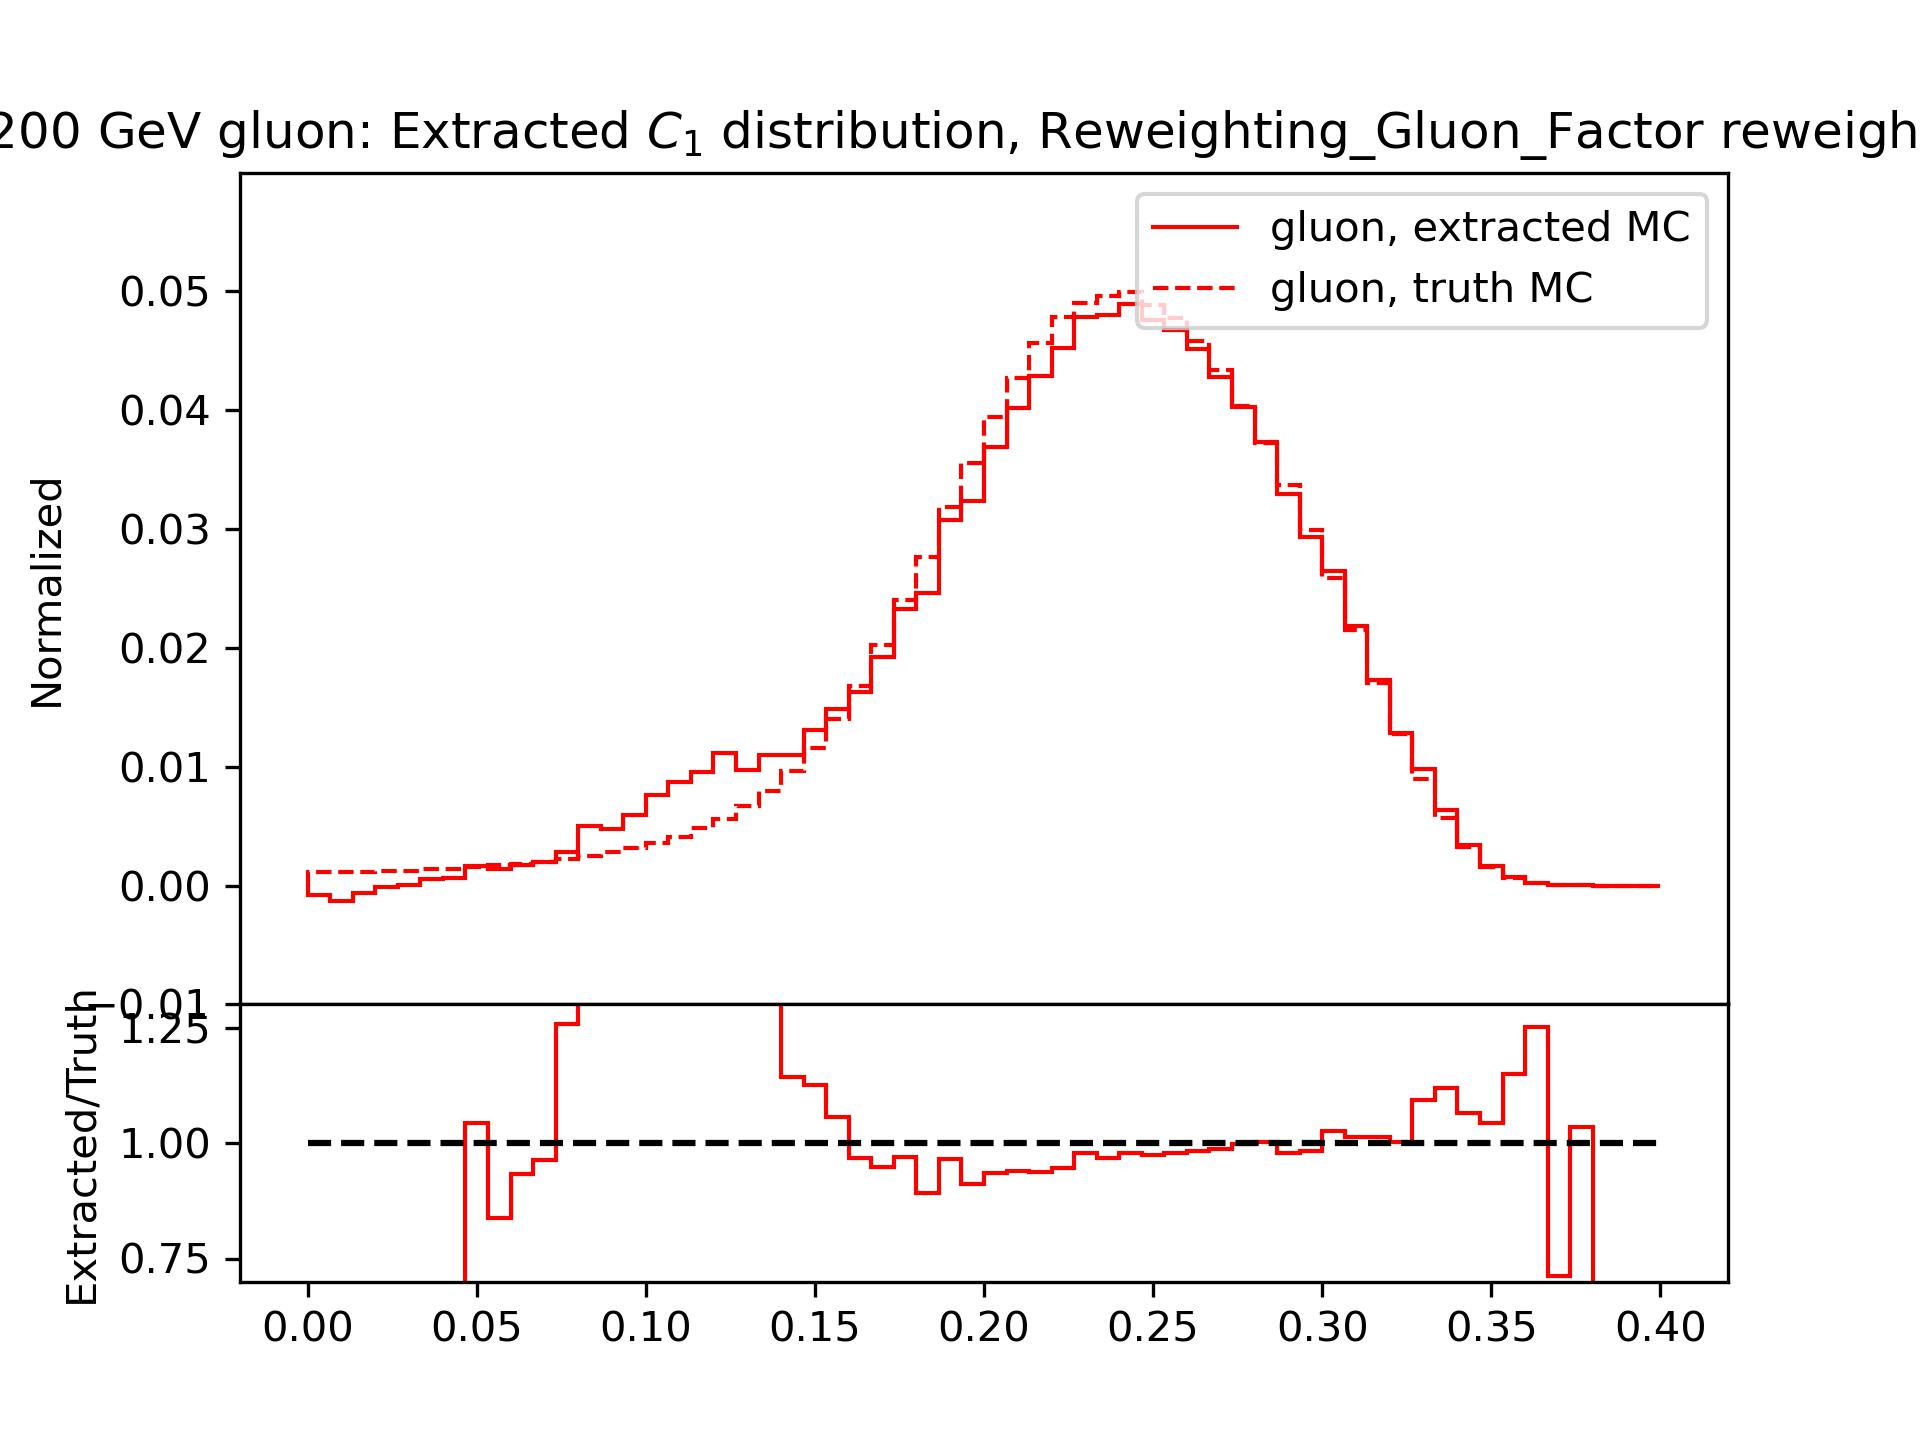 200 GeV gluon: Extracted C₁ distribution, Reweighting_Gluon_Factor reweigh
gluon, extracted MC
gluon, truth MC
Normalized
0.05
0.04
0.03
0.02
0.01
0.00
−0.01
Extracted/Truth
1.25
1.00
0.75
0.00 0.05 0.10 0.15 0.20 0.25 0.30 0.35 0.40